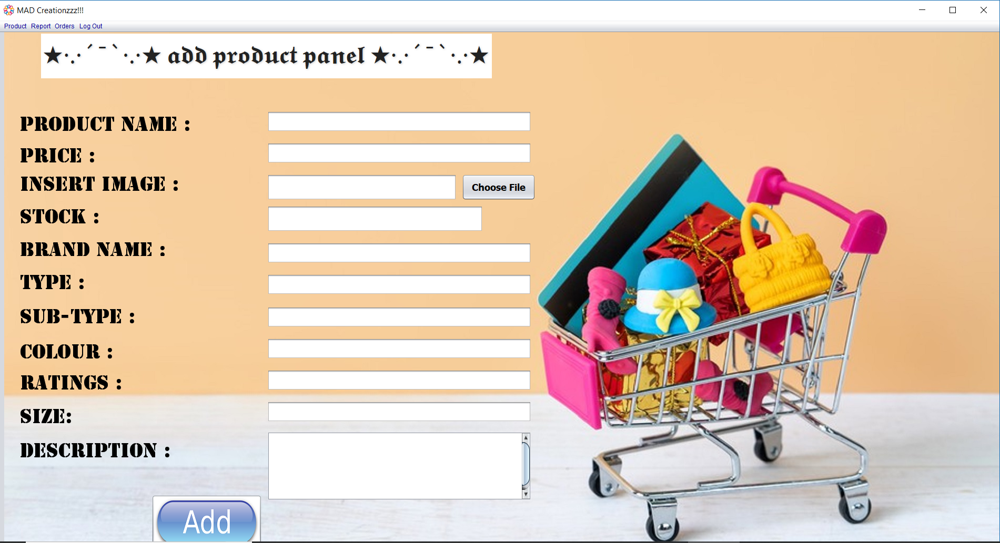 MAD Creationzzz!!!
Product Report Orders Log Out
★·.·´¯`·.·★ add product panel ★·.·´¯`·.·★
PRODUCT NAME :
PRICE :
INSERT IMAGE :
Choose File
STOCK :
BRAND NAME :
TYPE :
SUB-TYPE :
COLOUR :
RATINGS :
SIZE:
DESCRIPTION :
Add